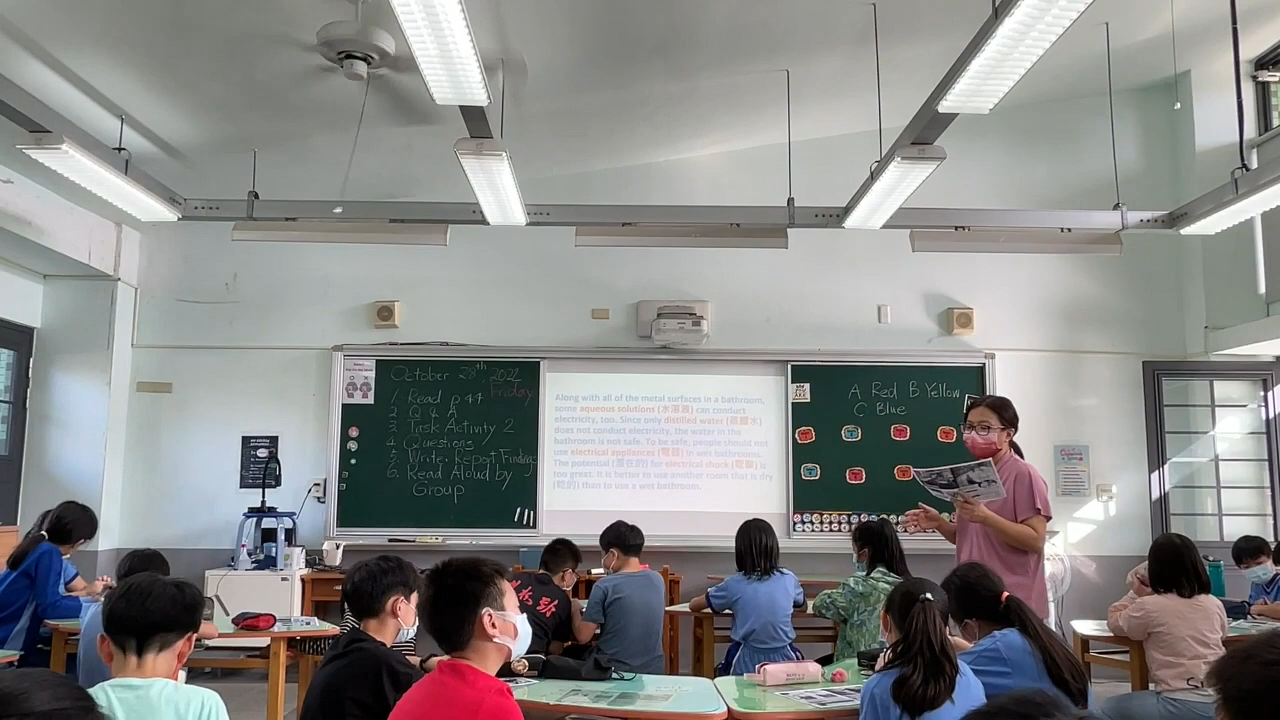 October 28th, 2022
Friday
1. Read p 47
2. Q & A
3. Task Activity 2
4. Questions
5. Write Report Findings
6. Read Aloud by
Group
Along with all of the metal surfaces in a bathroom,
some aqueous solutions (水溶液) can conduct
electricity, too. Since only distilled water (蒸餾水)
does not conduct electricity, the water in the
bathroom is not safe. To be safe, people should not
use electrical appliances (電器) in wet bathrooms.
The potential (潛在的) for electrical shock (電擊) is
too great. It is better to use another room that is dry
(乾的) than to use a wet bathroom.
A Red B Yellow
C Blue